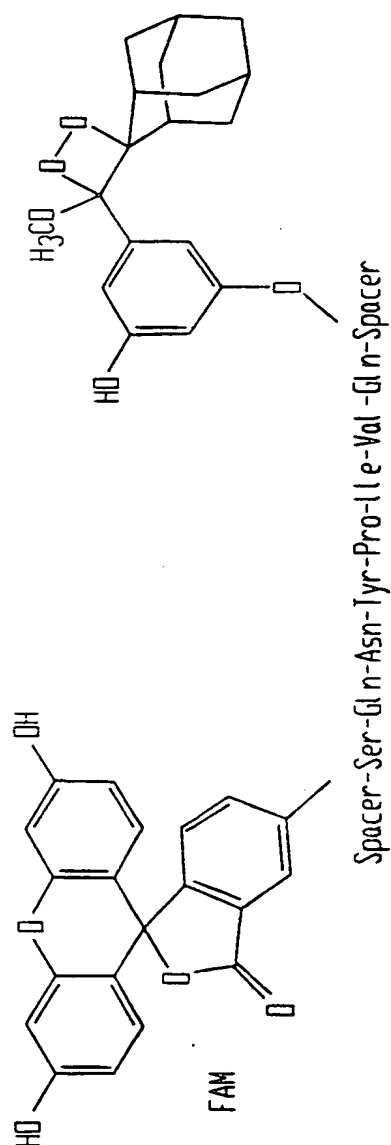 HO
O
OH
O
O
FAM
Spacer-Ser-Gln-Asn-Tyr-Pro-Ile-Val-Gln-Spacer
HO
O
H3CO
O
O